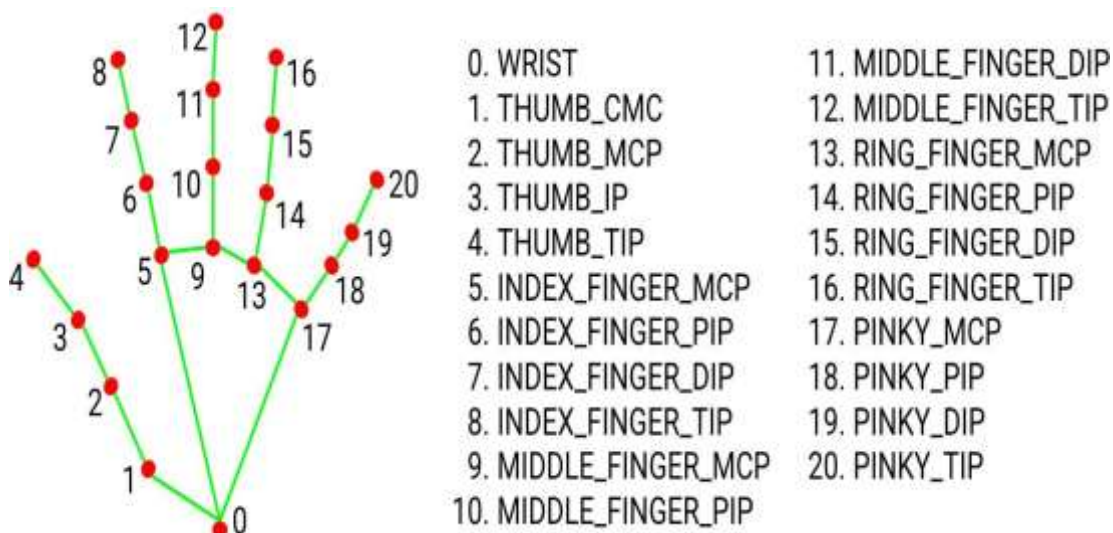 12
8
16
11
7
15
10
6
20
14
19
5
9
4
13
18
3
17
2
1
0
0. WRIST
1. THUMB_CMC
2. THUMB_MCP
3. THUMB_IP
4. THUMB_TIP
5. INDEX_FINGER_MCP
6. INDEX_FINGER_PIP
7. INDEX_FINGER_DIP
8. INDEX_FINGER_TIP
9. MIDDLE_FINGER_MCP
10. MIDDLE_FINGER_PIP
11. MIDDLE_FINGER_DIP
12. MIDDLE_FINGER_TIP
13. RING_FINGER_MCP
14. RING_FINGER_PIP
15. RING_FINGER_DIP
16. RING_FINGER_TIP
17. PINKY_MCP
18. PINKY_PIP
19. PINKY_DIP
20. PINKY_TIP